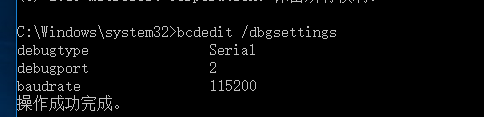 C:\Windows\system32>bcdedit /dbgsettings
debugtype Serial
debugport 2
baudrate 115200
操作成功完成。